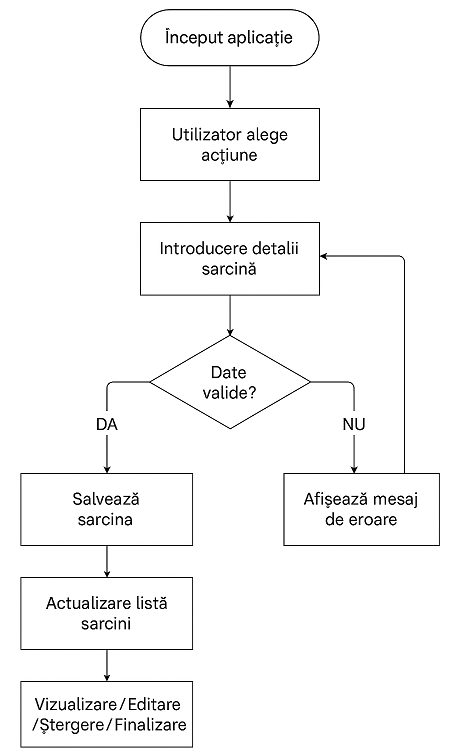 Început aplicație
Utilizator alege
acțiune
Introducere detalii
sarcină
Date
valide?
DA
NU
Salvează
sarcina
Afișează mesaj
de eroare
Actualizare listă
sarcini
Vizualizare/Editare
/Ștergere/Finalizare